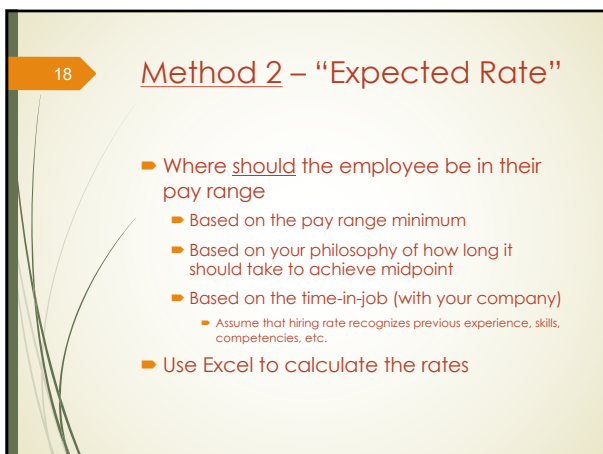 18
Method 2 – “Expected Rate”
Where should the employee be in their
pay range
Based on the pay range minimum
Based on your philosophy of how long it
should take to achieve midpoint
Based on the time-in-job (with your company)
Assume that hiring rate recognizes previous experience, skills,
competencies, etc.
Use Excel to calculate the rates